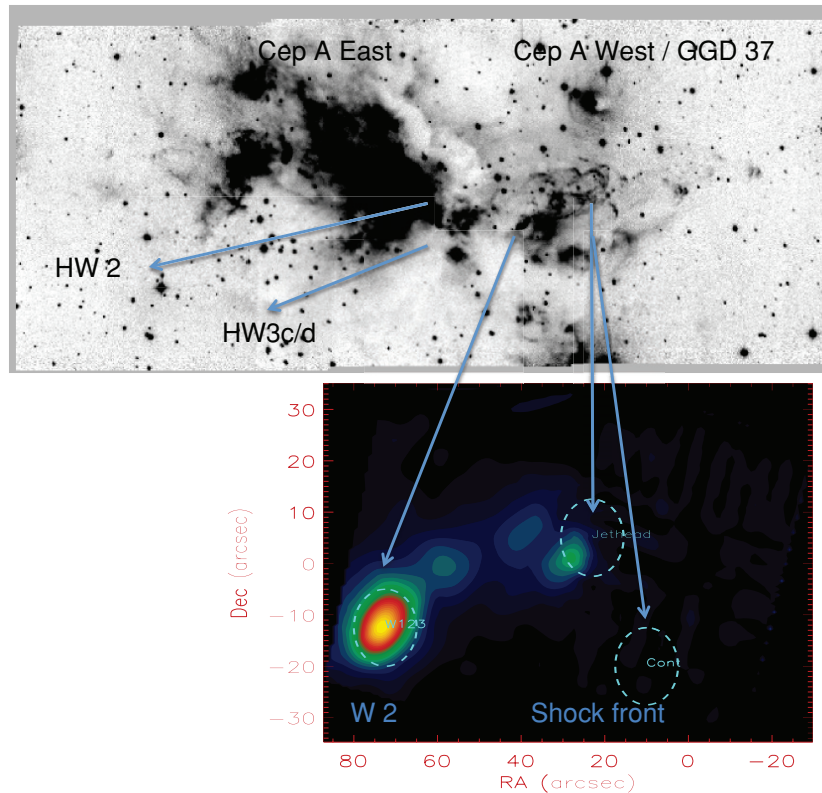 Cep A East
Cep A West / GGD 37
HW 2
HW3c/d
30
20
10
0
−10
−20
−30
Dec (arcsec)
Jethead
W123
Cont
W 2
Shock front
80
60
40
20
0
−20
RA (arcsec)